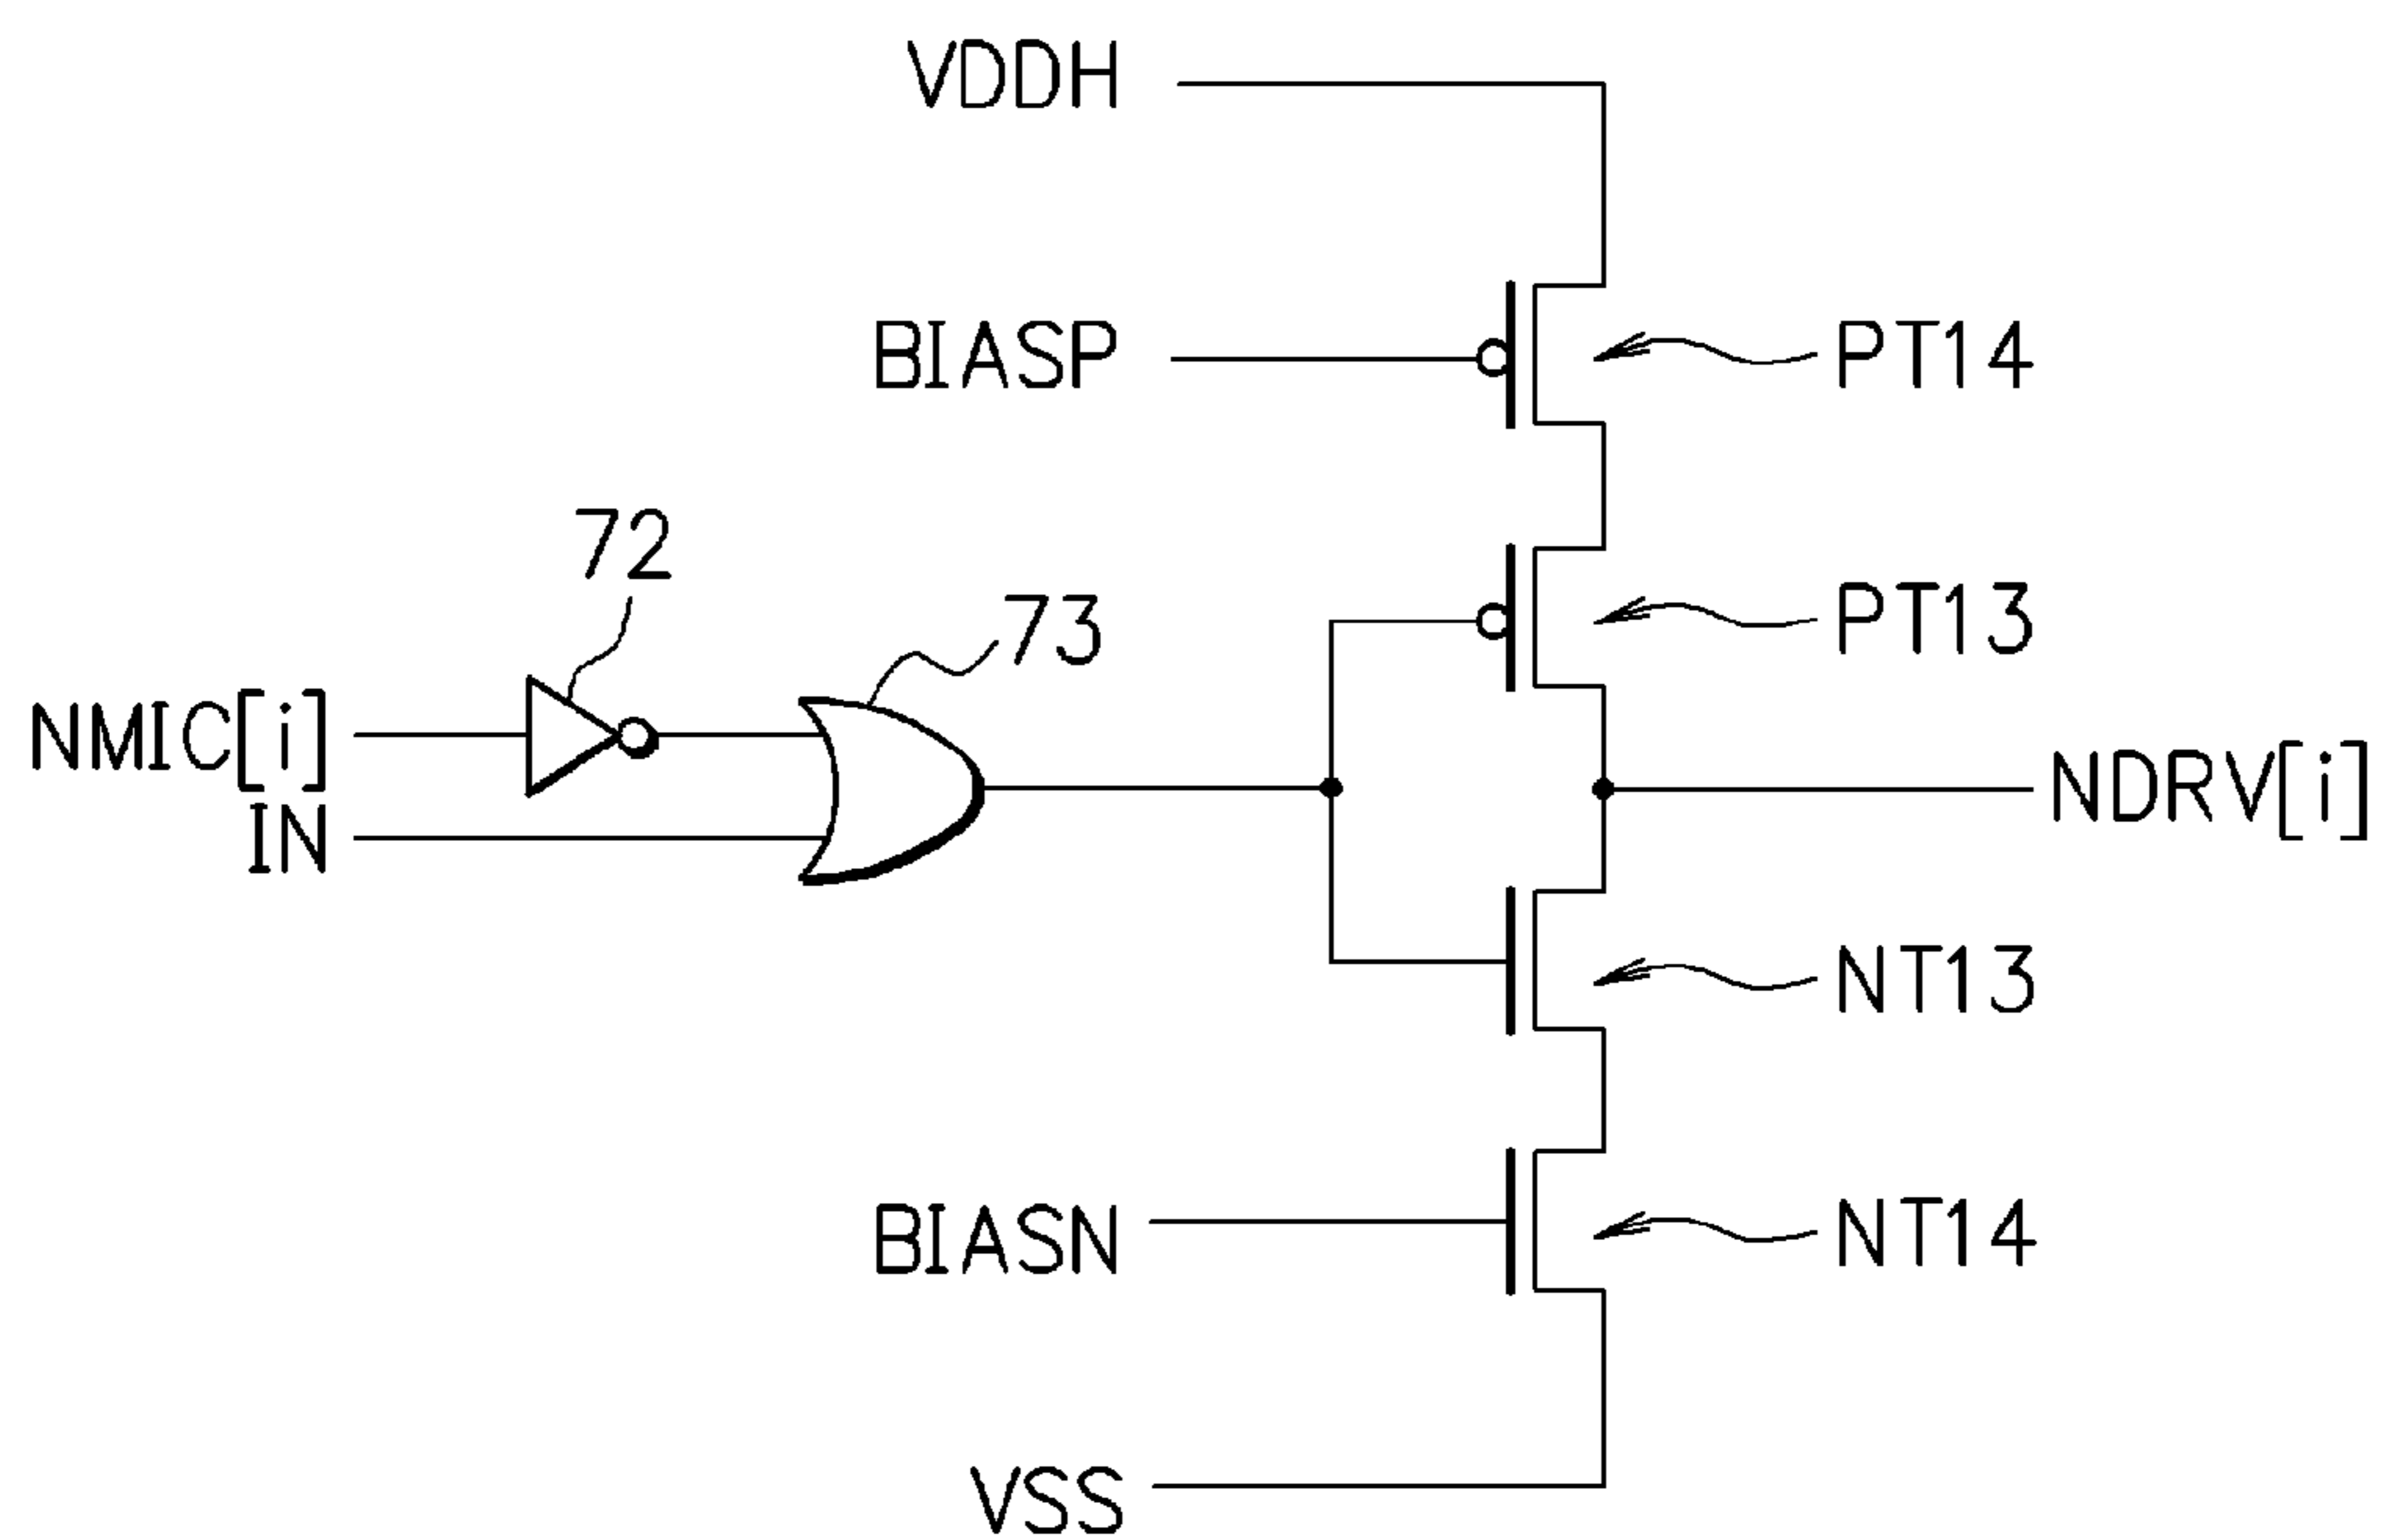 VDDH
BIASP
PT14
72
73
PT13
NMIC[i]
NDRV[i]
IN
NT13
BIASN
NT14
VSS